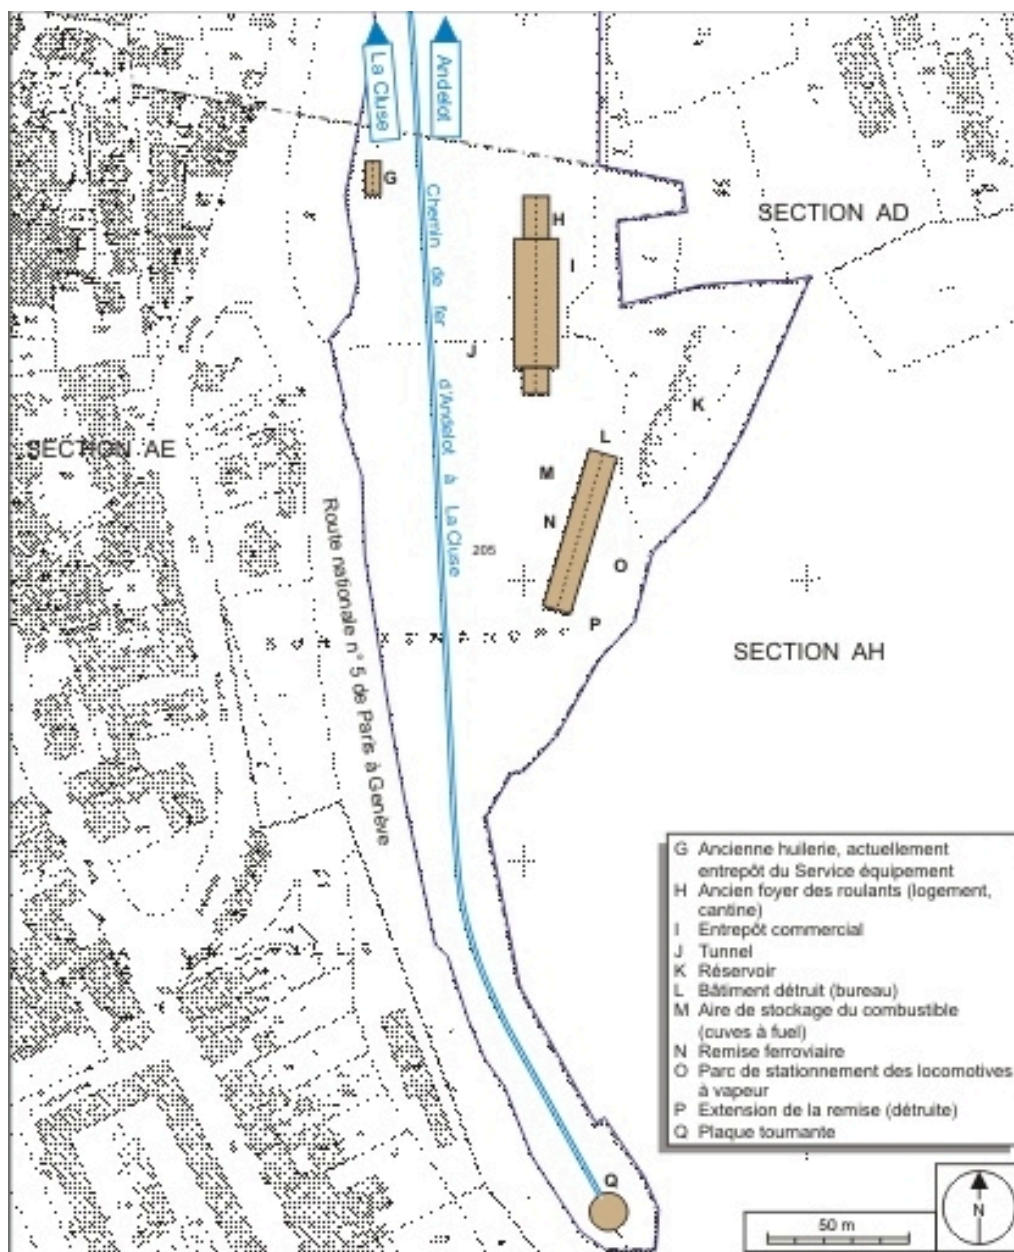 La Cluse
Andelot
G
H
SECTION AD
I
Chemin de fer d'Andelot à La Cluse
J
K
L
SECTION AE
M
N
Route nationale n° 5 de Paris à Genève
205
O
P
SECTION AH
G Ancienne huilerie, actuellement
entrepôt du Service équipement
H Ancien foyer des roulants (logement,
cantine)
I Entrepôt commercial
J Tunnel
K Réservoir
L Bâtiment détruit (bureau)
M Aire de stockage du combustible
(cuves à fuel)
N Remise ferroviaire
O Parc de stationnement des locomotives
à vapeur
P Extension de la remise (détruite)
Q Plaque tournante
Q
50 m
N